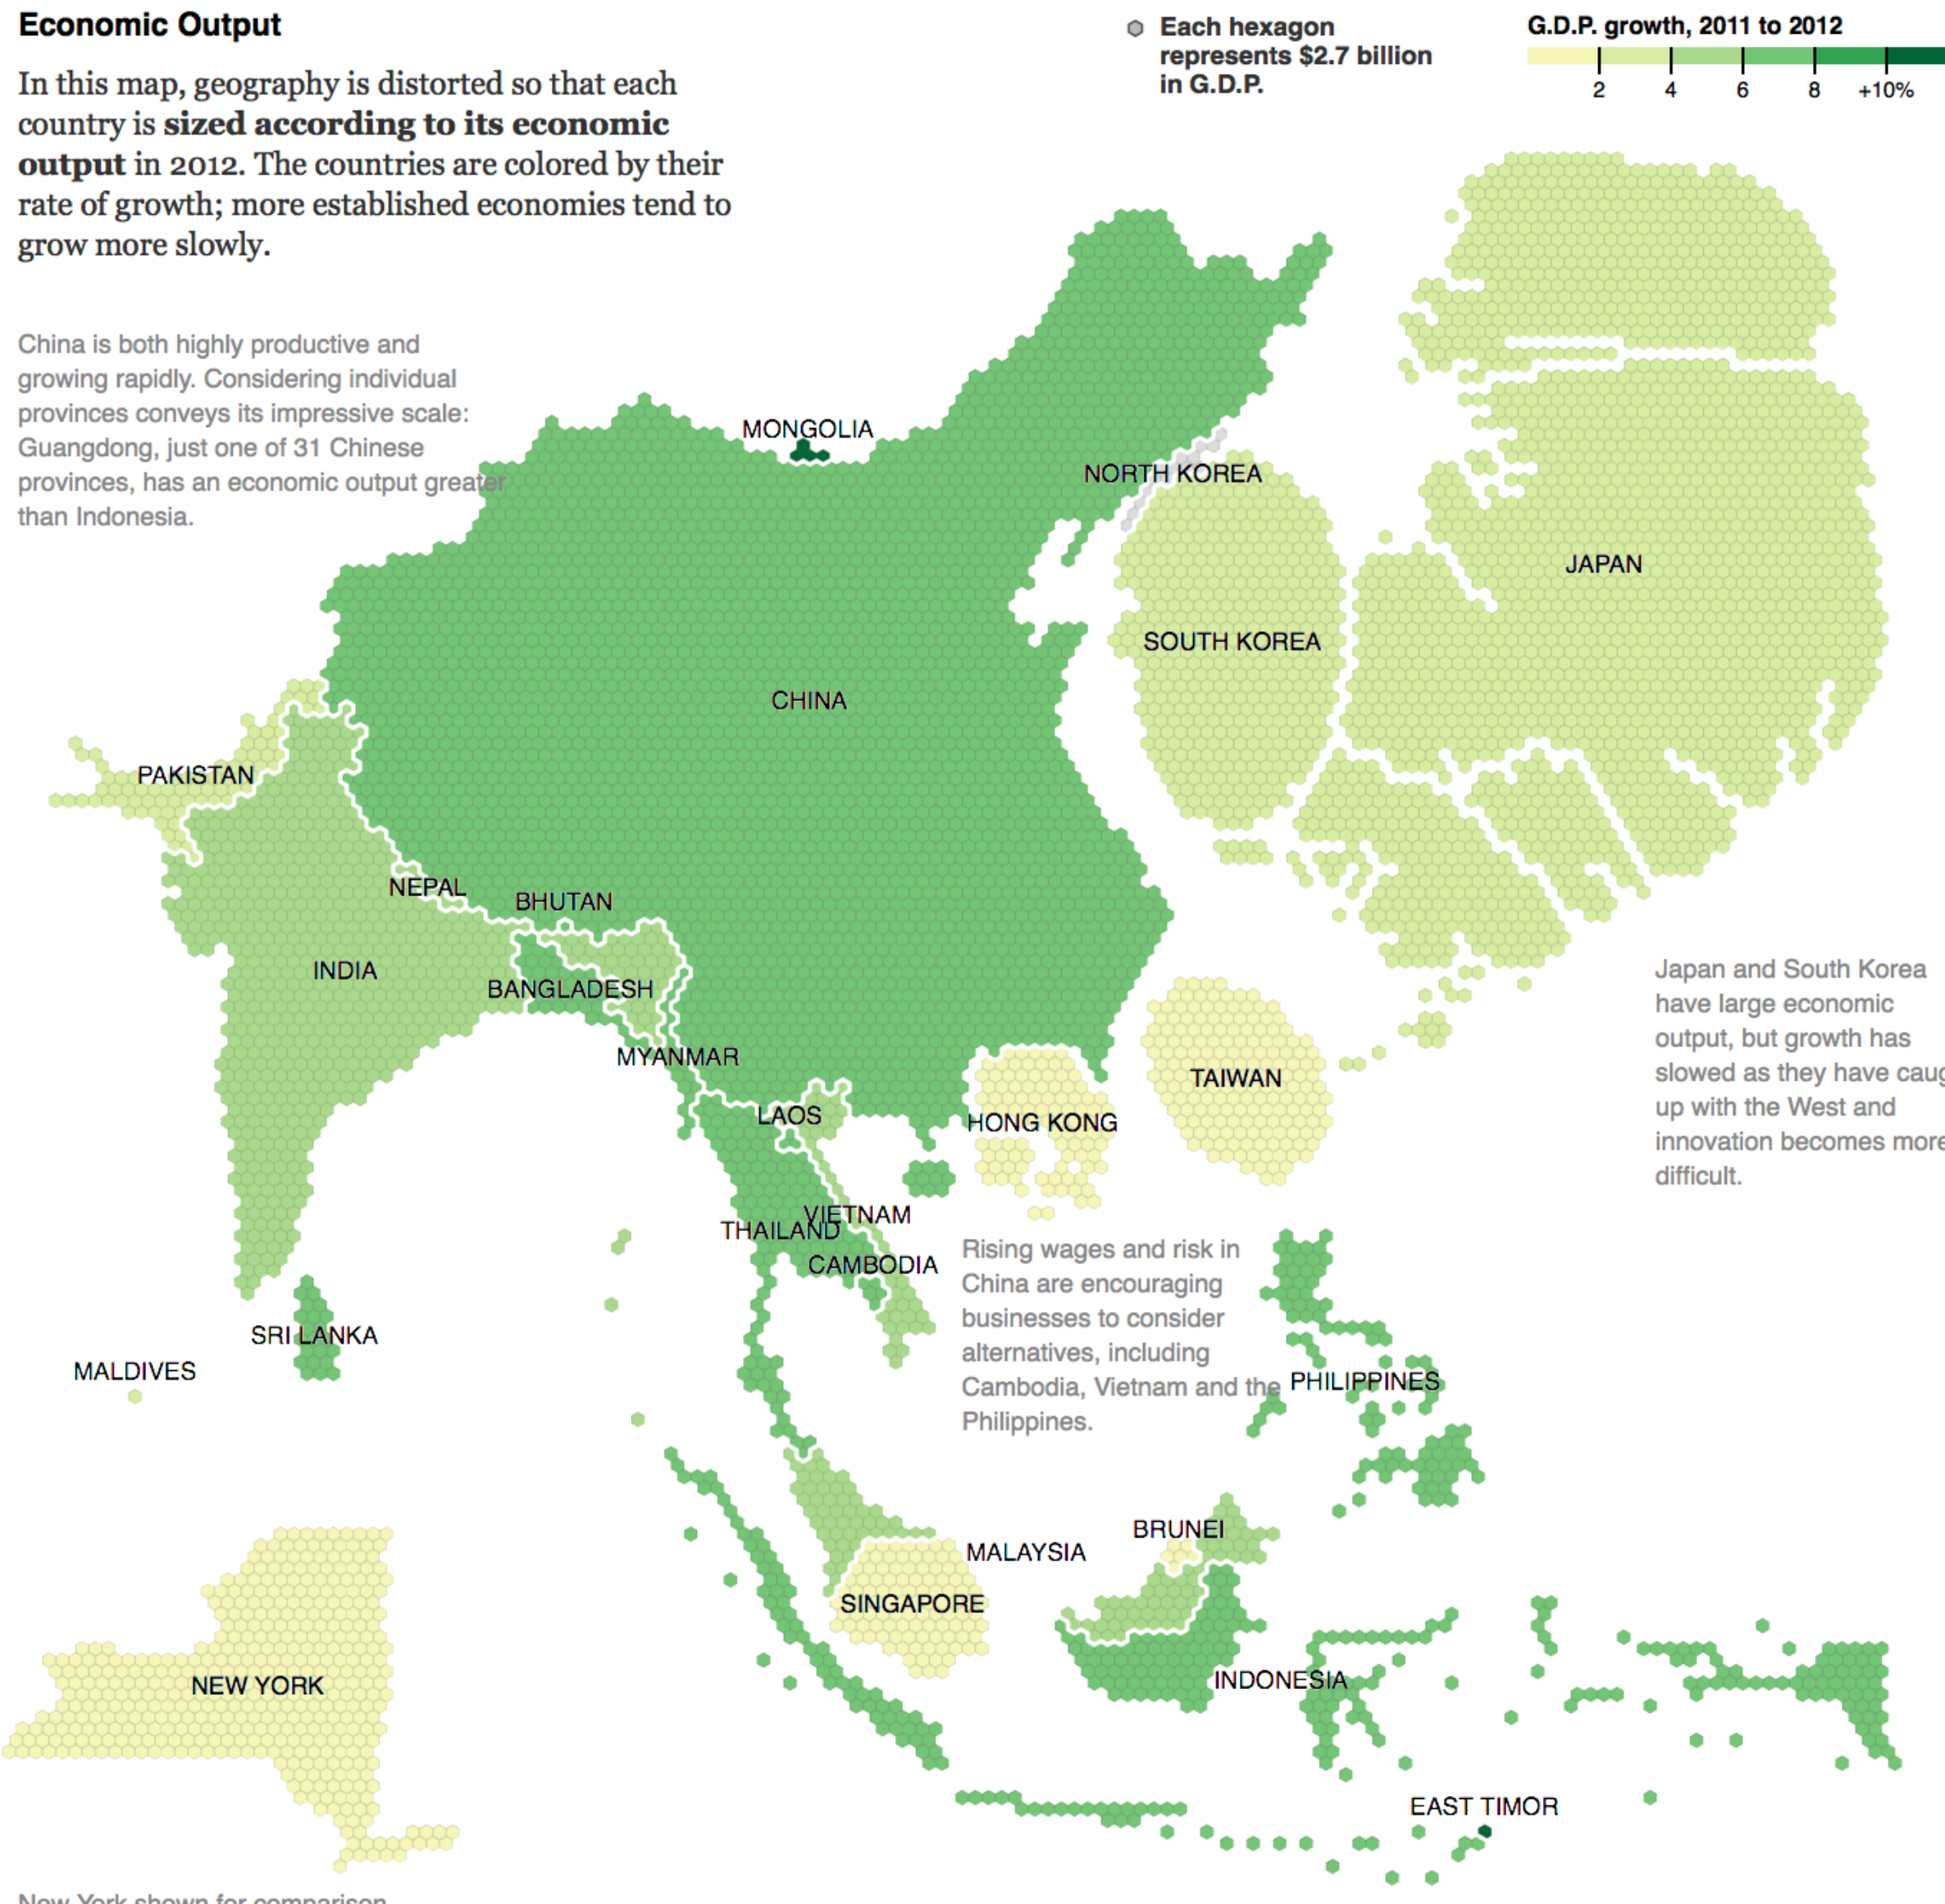 Economic Output
In this map, geography is distorted so that each
country is sized according to its economic
output in 2012. The countries are colored by their
rate of growth; more established economies tend to
grow more slowly.
Each hexagon
represents $2.7 billion
in G.D.P.
G.D.P. growth, 2011 to 2012
2 4 6 8 +10%
China is both highly productive and
growing rapidly. Considering individual
provinces conveys its impressive scale:
Guangdong, just one of 31 Chinese
provinces, has an economic output greater
than Indonesia.
MONGOLIA
NORTH KOREA
JAPAN
SOUTH KOREA
CHINA
PAKISTAN
NEPAL
BHUTAN
INDIA
BANGLADESH
MYANMAR
Japan and South Korea
have large economic
output, but growth has
slowed as they have caug
up with the West and
innovation becomes more
difficult.
TAIWAN
LAOS
HONG KONG
VIETNAM
THAILAND
CAMBODIA
Rising wages and risk in
China are encouraging
businesses to consider
alternatives, including
Cambodia, Vietnam and the
Philippines.
SRI LANKA
MALDIVES
PHILIPPINES
BRUNEI
MALAYSIA
SINGAPORE
NEW YORK
INDONESIA
EAST TIMOR
New York shown for comparison